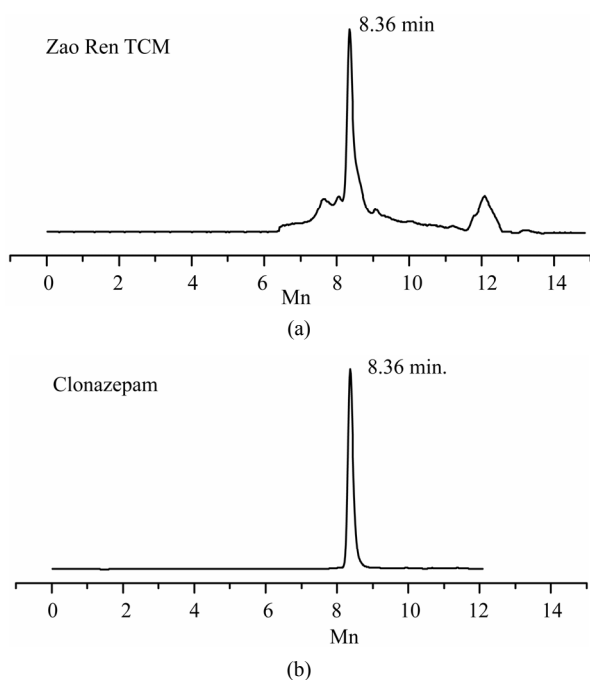 8.36 min
Zao Ren TCM
0 2 4 6 8 10 12 14
Mn
(a)
8.36 min.
Clonazepam
0 2 4 6 8 10 12 14
Mn
(b)